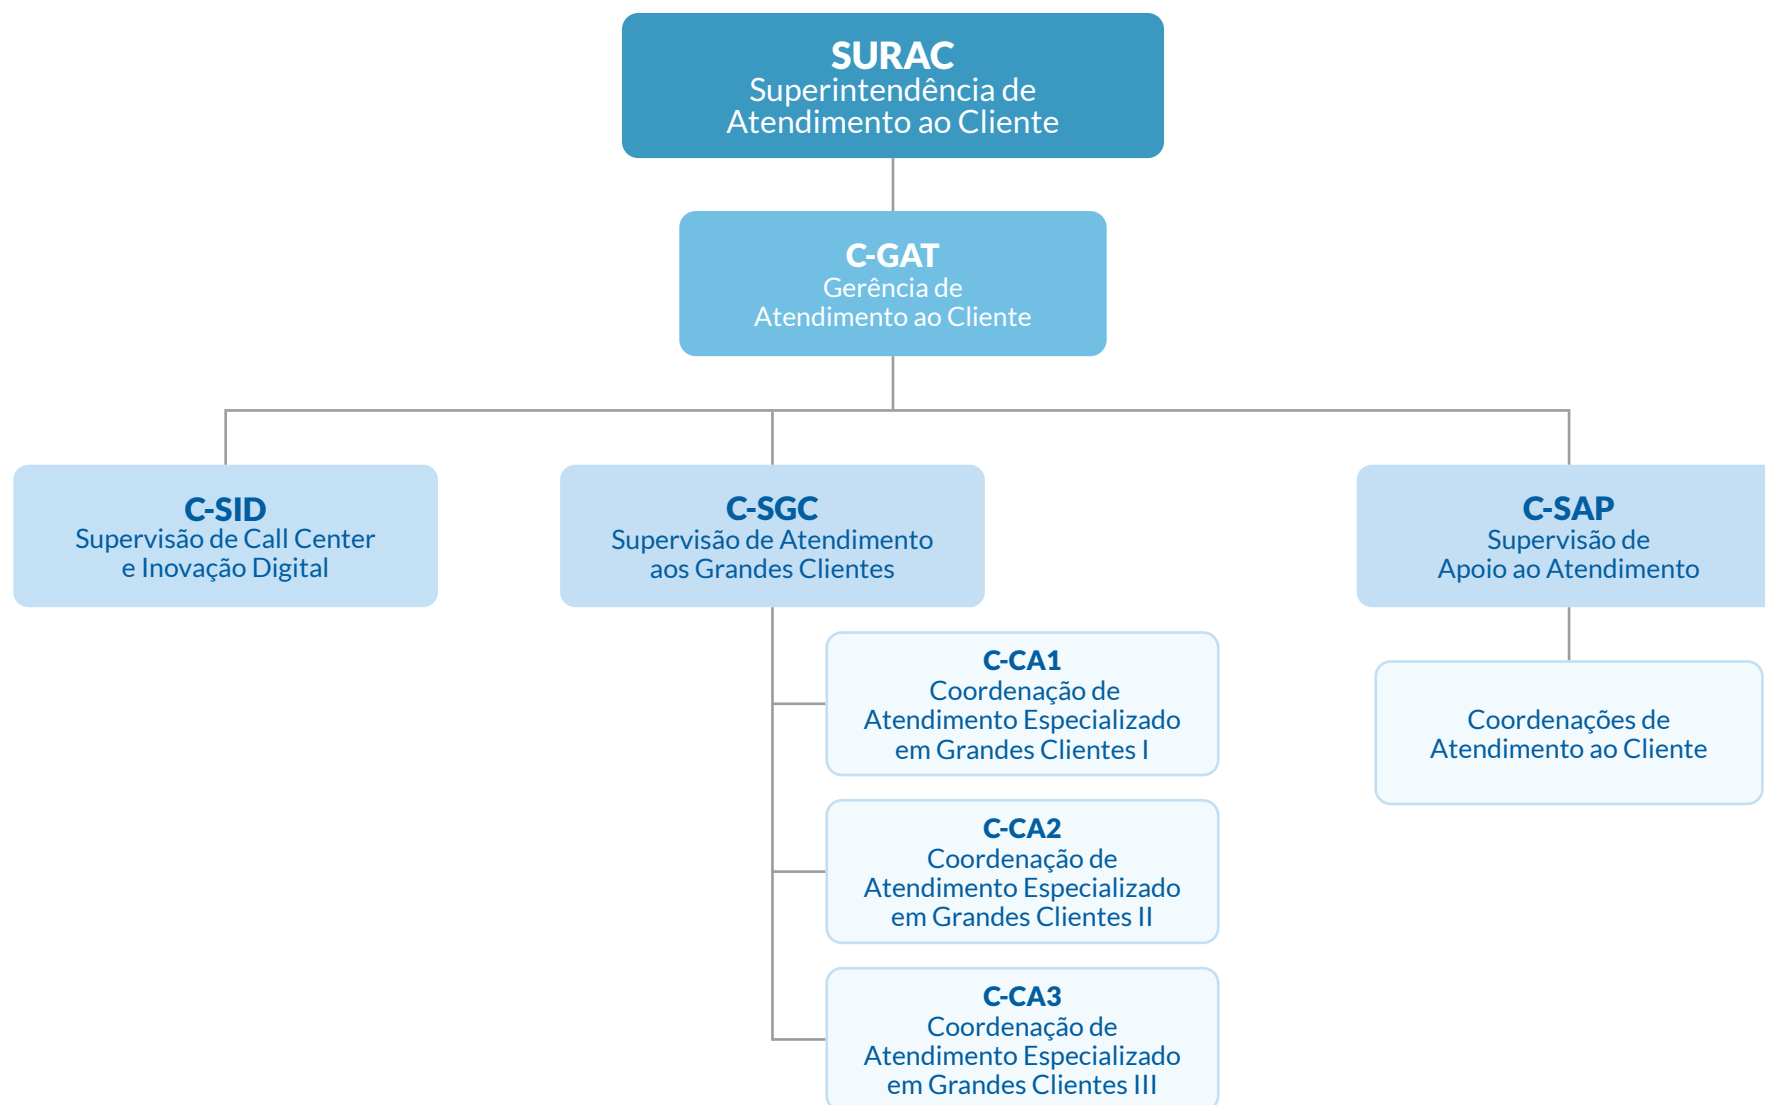 SURAC
Superintendência de
Atendimento ao Cliente
C-GAT
Gerência de
Atendimento ao Cliente
C-SID
Supervisão de Call Center
e Inovação Digital
C-SGC
Supervisão de Atendimento
aos Grandes Clientes
C-SAP
Supervisão de
Apoio ao Atendimento
C-CA1
Coordenação de
Atendimento Especializado
em Grandes Clientes I
Coordenações de
Atendimento ao Cliente
C-CA2
Coordenação de
Atendimento Especializado
em Grandes Clientes II
C-CA3
Coordenação de
Atendimento Especializado
em Grandes Clientes III